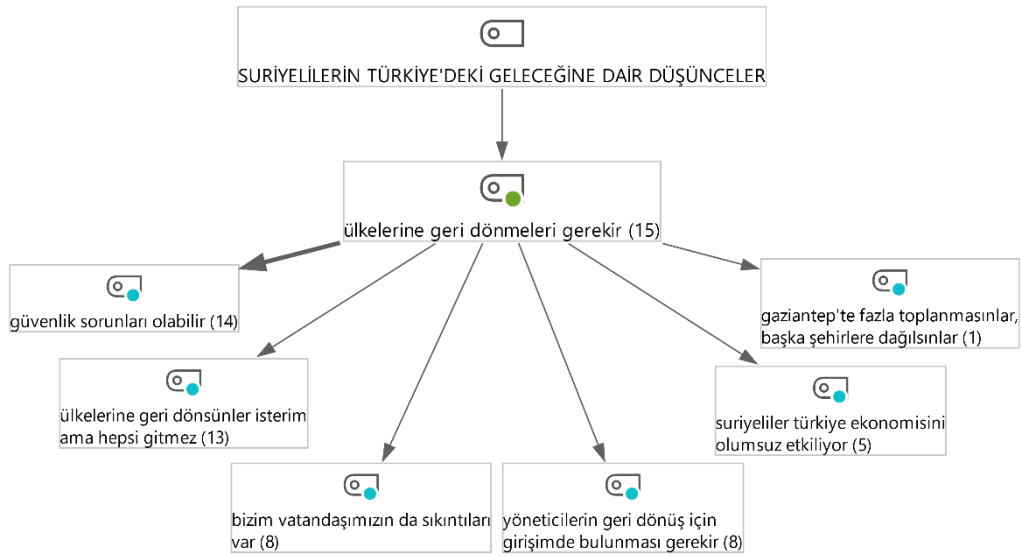 SURİYELİLERİN TÜRKİYE'DEKİ GELECEĞİNE DAİR DÜŞÜNCELER
ülkelerine geri dönmeleri gerekir (15)
güvenlik sorunları olabilir (14)
gaziantep'te fazla toplanmasınlar,
başka şehirlere dağılsınlar (1)
ülkelerine geri dönsünler isterim
ama hepsi gitmez (13)
suriyeliler türkiye ekonomisini
olumsuz etkiliyor (5)
bizim vatandaşımızın da sıkıntıları
var (8)
yöneticilerin geri dönüş için
girişimde bulunması gerekir (8)